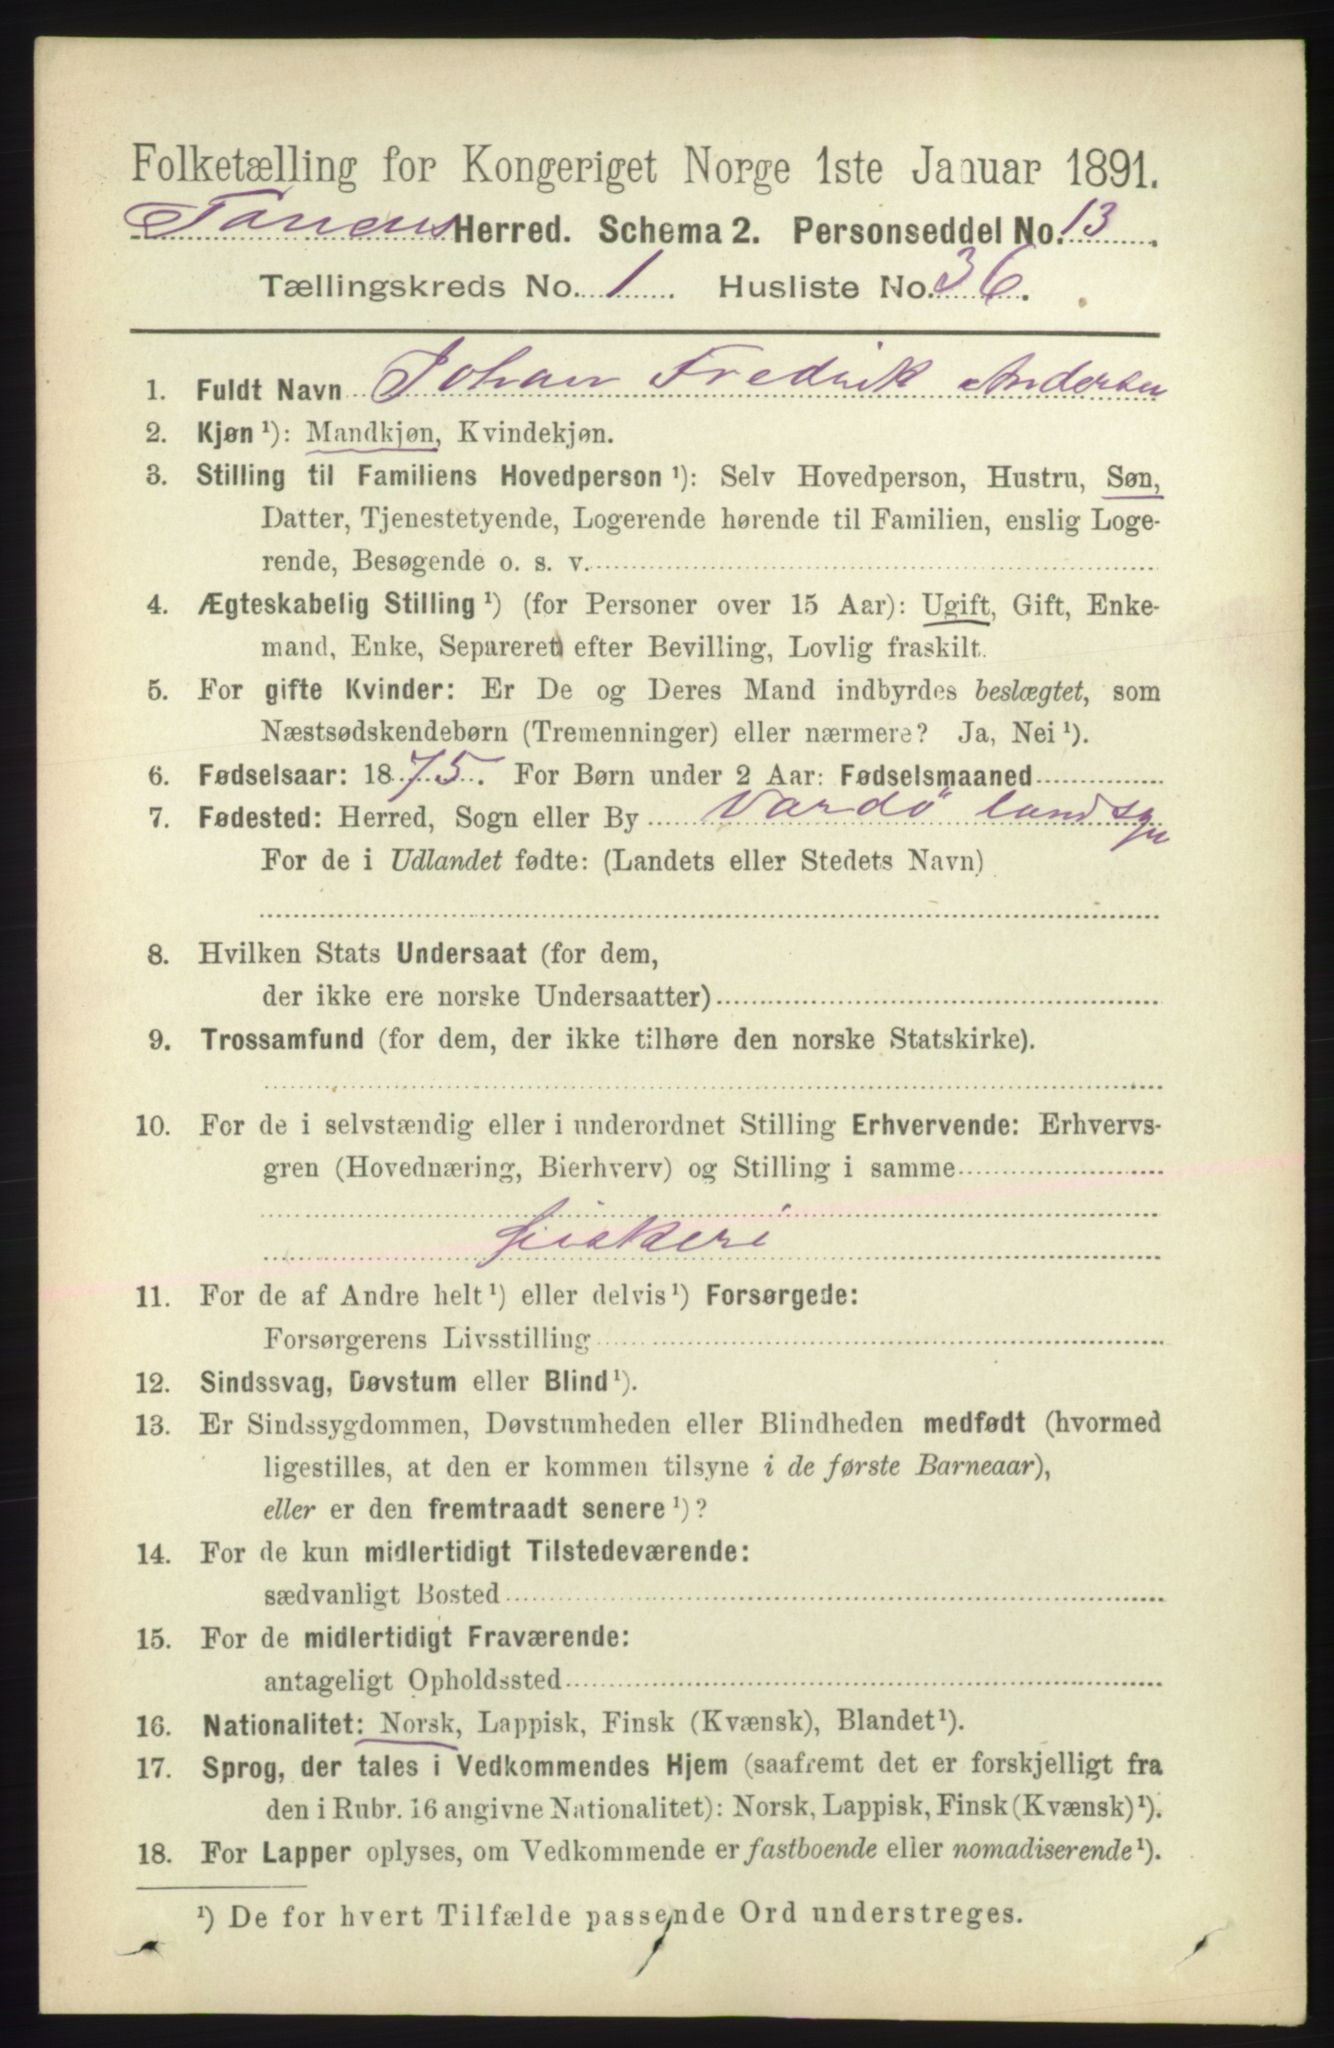 Folketælling for Kongeriget Norge 1ste Januar 1891.
Tanens Herred. Schema 2. Personseddel No. 13.
Tællingskreds No. 1. Husliste No. 36.
1. Fuldt Navn Johan Fredrik Andersen
2. Kjøn ¹): Mandkjøn, Kvindekjøn.
3. Stilling til Familiens Hovedperson ¹): Selv Hovedperson, Hustru, Søn,
Datter, Tjenestetyende, Logerende hørende til Familien, enslig Loge-
rende, Besøgende o. s. v.
4. Ægteskabelig Stilling ¹) (for Personer over 15 Aar): Ugift, Gift, Enke-
mand, Enke, Separeret efter Bevilling, Lovlig fraskilt.
5. For gifte Kvinder: Er De og Deres Mand indbyrdes beslægtet, som
Næstsødskendebørn (Tremenninger) eller nærmere? Ja, Nei ¹).
6. Fødselsaar: 1875. For Børn under 2 Aar: Fødselsmaaned
7. Fødested: Herred, Sogn eller By Vardö landsgn
For de i Udlandet fødte: (Landets eller Stedets Navn)
8. Hvilken Stats Undersaat (for dem,
der ikke ere norske Undersaatter)
9. Trossamfund (for dem, der ikke tilhøre den norske Statskirke).
10. For de i selvstændig eller i underordnet Stilling Erhvervende: Erhvervs-
gren (Hovednæring, Bierhverv) og Stilling i samme
fiskeri
11. For de af Andre helt ¹) eller delvis ¹) Forsørgede:
Forsørgerens Livsstilling
12. Sindssvag, Døvstum eller Blind ¹).
13. Er Sindssygdommen, Døvstumheden eller Blindheden medfødt (hvormed
ligestilles, at den er kommen tilsyne i de første Barneaar),
eller er den fremtraadt senere ¹)?
14. For de kun midlertidigt Tilstedeværende:
sædvanligt Bosted
15. For de midlertidigt Fraværende:
antageligt Opholdssted
16. Nationalitet: Norsk, Lappisk, Finsk (Kvænsk), Blandet ¹).
17. Sprog, der tales i Vedkommendes Hjem (saafremt det er forskjelligt fra
den i Rubr. 16 angivne Nationalitet): Norsk, Lappisk, Finsk (Kvænsk) ¹).
18. For Lapper oplyses, om Vedkommende er fastboende eller nomadiserende ¹).
¹) De for hvert Tilfælde passende Ord understreges.